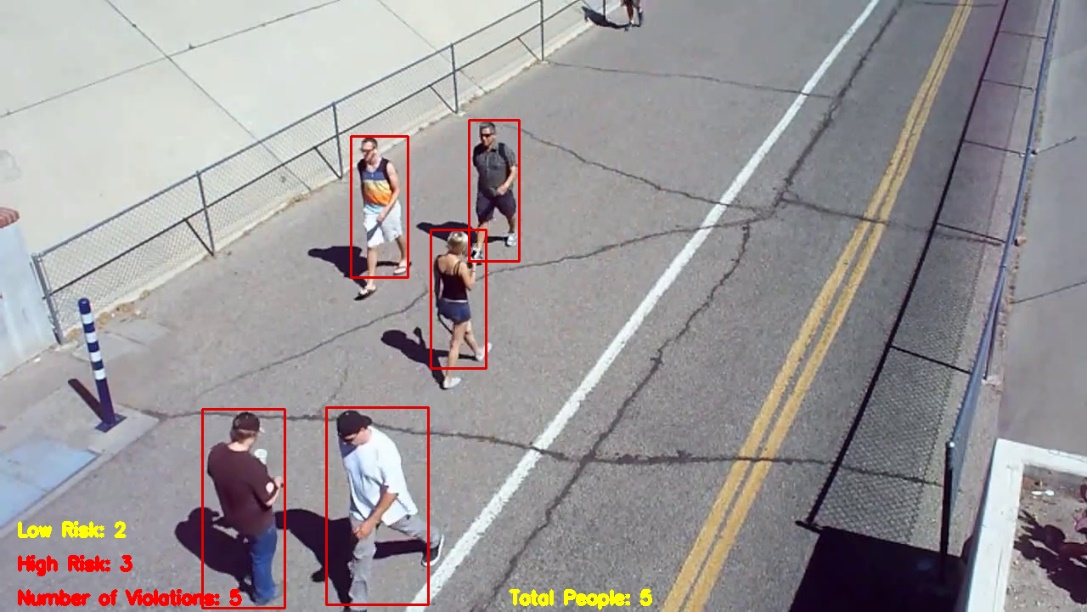 Low Risk: 2
High Risk: 3
Number of Violations: 5
Total People: 5